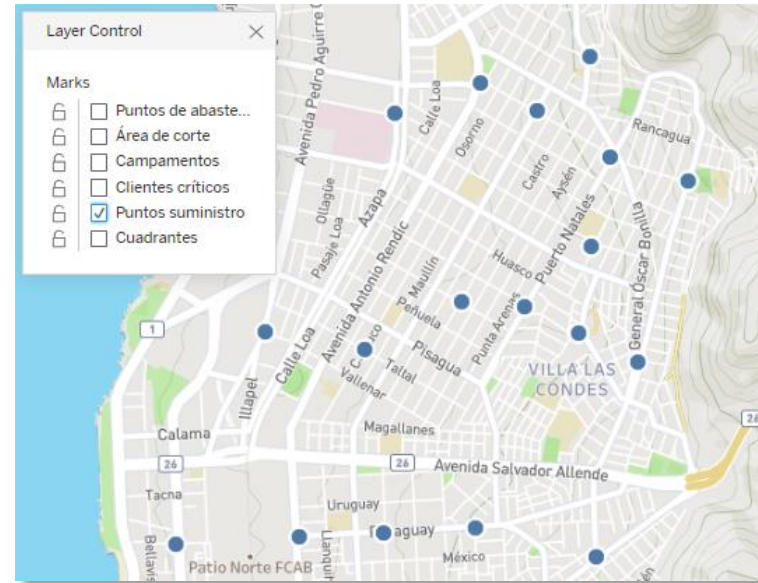 Layer Control
Marks
Puntos de abaste...
Área de corte
Campamentos
Clientes críticos
Puntos suministro
Cuadrantes
Avenida Pedro Aguirre
Calle Loa
Osorno
Rancagua
Castro
Aysén
Ollagüe
Pasaje Loa
Azapa
Avenida Antonio Rendic
Maullín
Huasco
Puerto Natales
General Óscar Bonilla
1
Peñuela
Punta Arenas
Pisagua
Calle Loa
Taltal
Vallenar
Illapel
VILLA LAS
CONDES
Magallanes
Calama
26
26
26
Avenida Salvador Allende
Tacna
Uruguay
México
Patio Norte FCAB